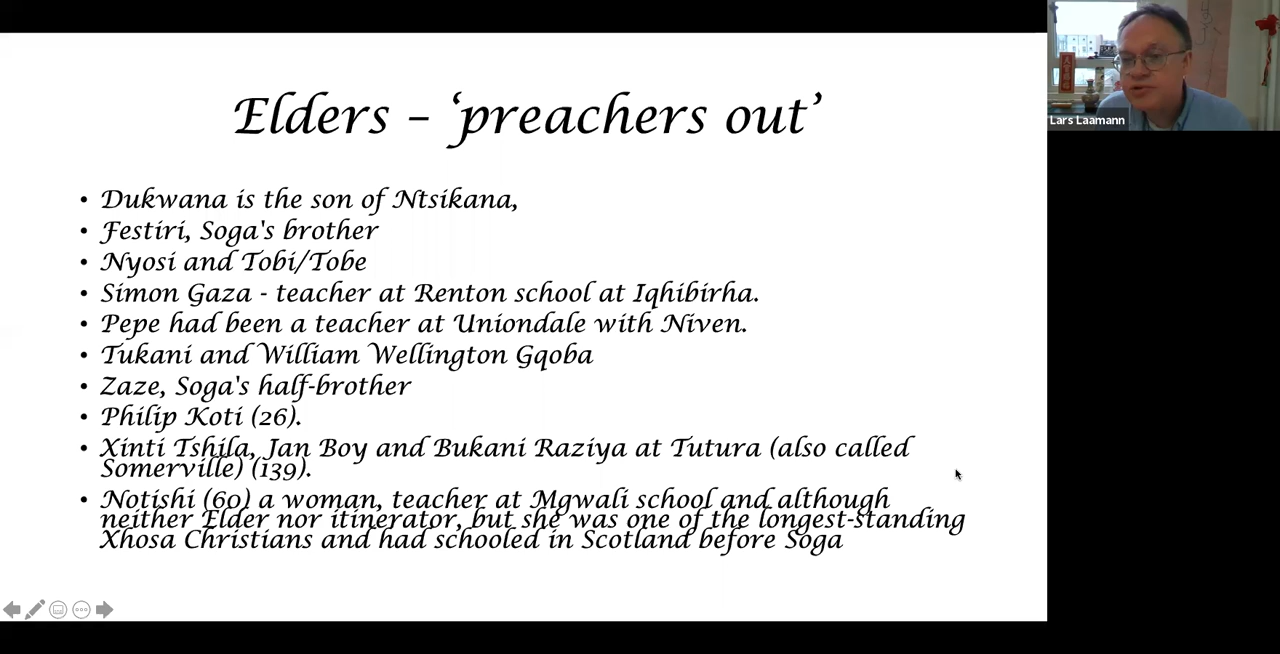 Elders – ‘preachers out’
• Dukwana is the son of Ntsikana,
• Festiri, Soga's brother
• Nyosi and Tobi/Tobe
• Simon Gaza - teacher at Renton school at Iqhibirha.
• Pepe had been a teacher at Uniondale with Niven.
• Tukani and William Wellington Gqoba
• Zaze, Soga's half-brother
• Philip Koti (26).
• Xinti Tshila, Jan Boy and Bukani Raziya at Tutura (also called
Somerville) (139).
• Notishi (60) a woman, teacher at Mgwali school and although
neither Elder nor itinerator, but she was one of the longest-standing
Xhosa Christians and had schooled in Scotland before Soga
Lars Laamann